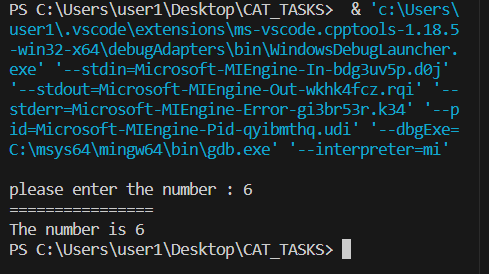 PS C:\Users\user1\Desktop\CAT_TASKS>  & 'c:\Users\
user1\.vscode\extensions\ms-vscode.cpptools-1.18.5
-win32-x64\debugAdapters\bin\WindowsDebugLauncher.
exe' '--stdin=Microsoft-MIEngine-In-bdg3uv5p.d0j'
'--stdout=Microsoft-MIEngine-Out-wkhk4fcz.rqi' '--
stderr=Microsoft-MIEngine-Error-gi3br53r.k34' '--p
id=Microsoft-MIEngine-Pid-qyibmthq.udi' '--dbgExe=
C:\msys64\mingw64\bin\gdb.exe' '--interpreter=mi'
please enter the number : 6
================
The number is 6
PS C:\Users\user1\Desktop\CAT_TASKS>